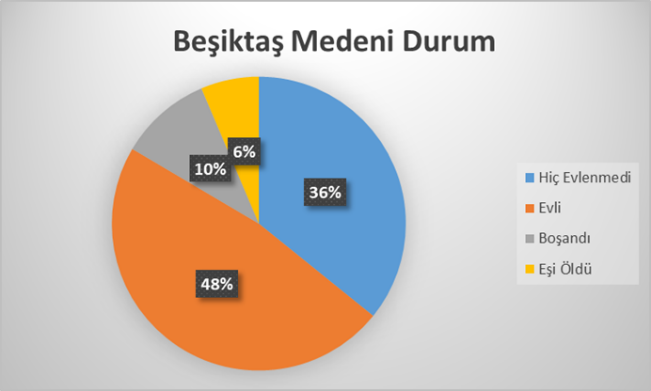 Beşiktaş Medeni Durum
6%
10%
36%
48%
Hiç Evlenmedi
Evli
Boşandı
Eşi Öldü